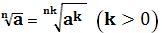 ⁿ√a = ⁿᵏ√aᵏ (k > 0)